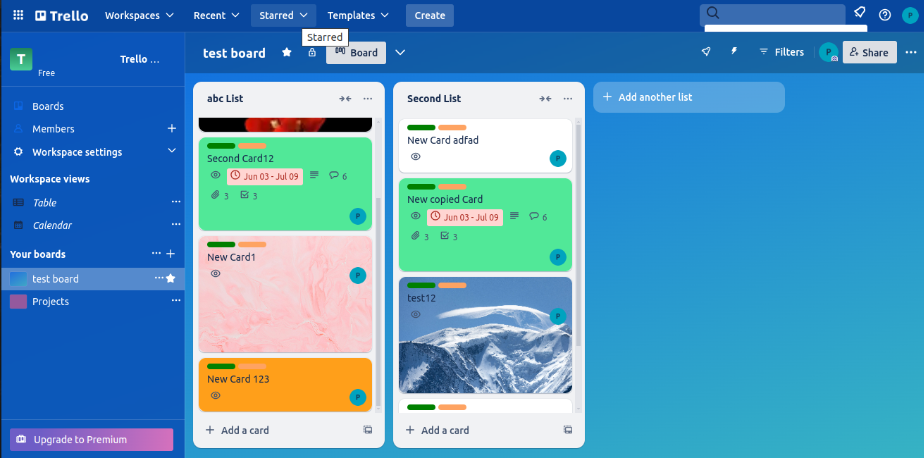 Trello Workspaces Recent Starred Templates Create P
Starred
test board Board Filters P Share
T Trello ...
Free
Boards
Members
Workspace settings
Workspace views
Table
Calendar
Your boards
test board
Projects
Upgrade to Premium
abc List
Second Card12
Jun 03 - Jul 09 6
3 3
P
New Card1
P
New Card 123
P
+ Add a card
Second List
New Card adfad
P
New copied Card
Jun 03 - Jul 09 6
3 3
P
test12
P
+ Add a card
+ Add another list